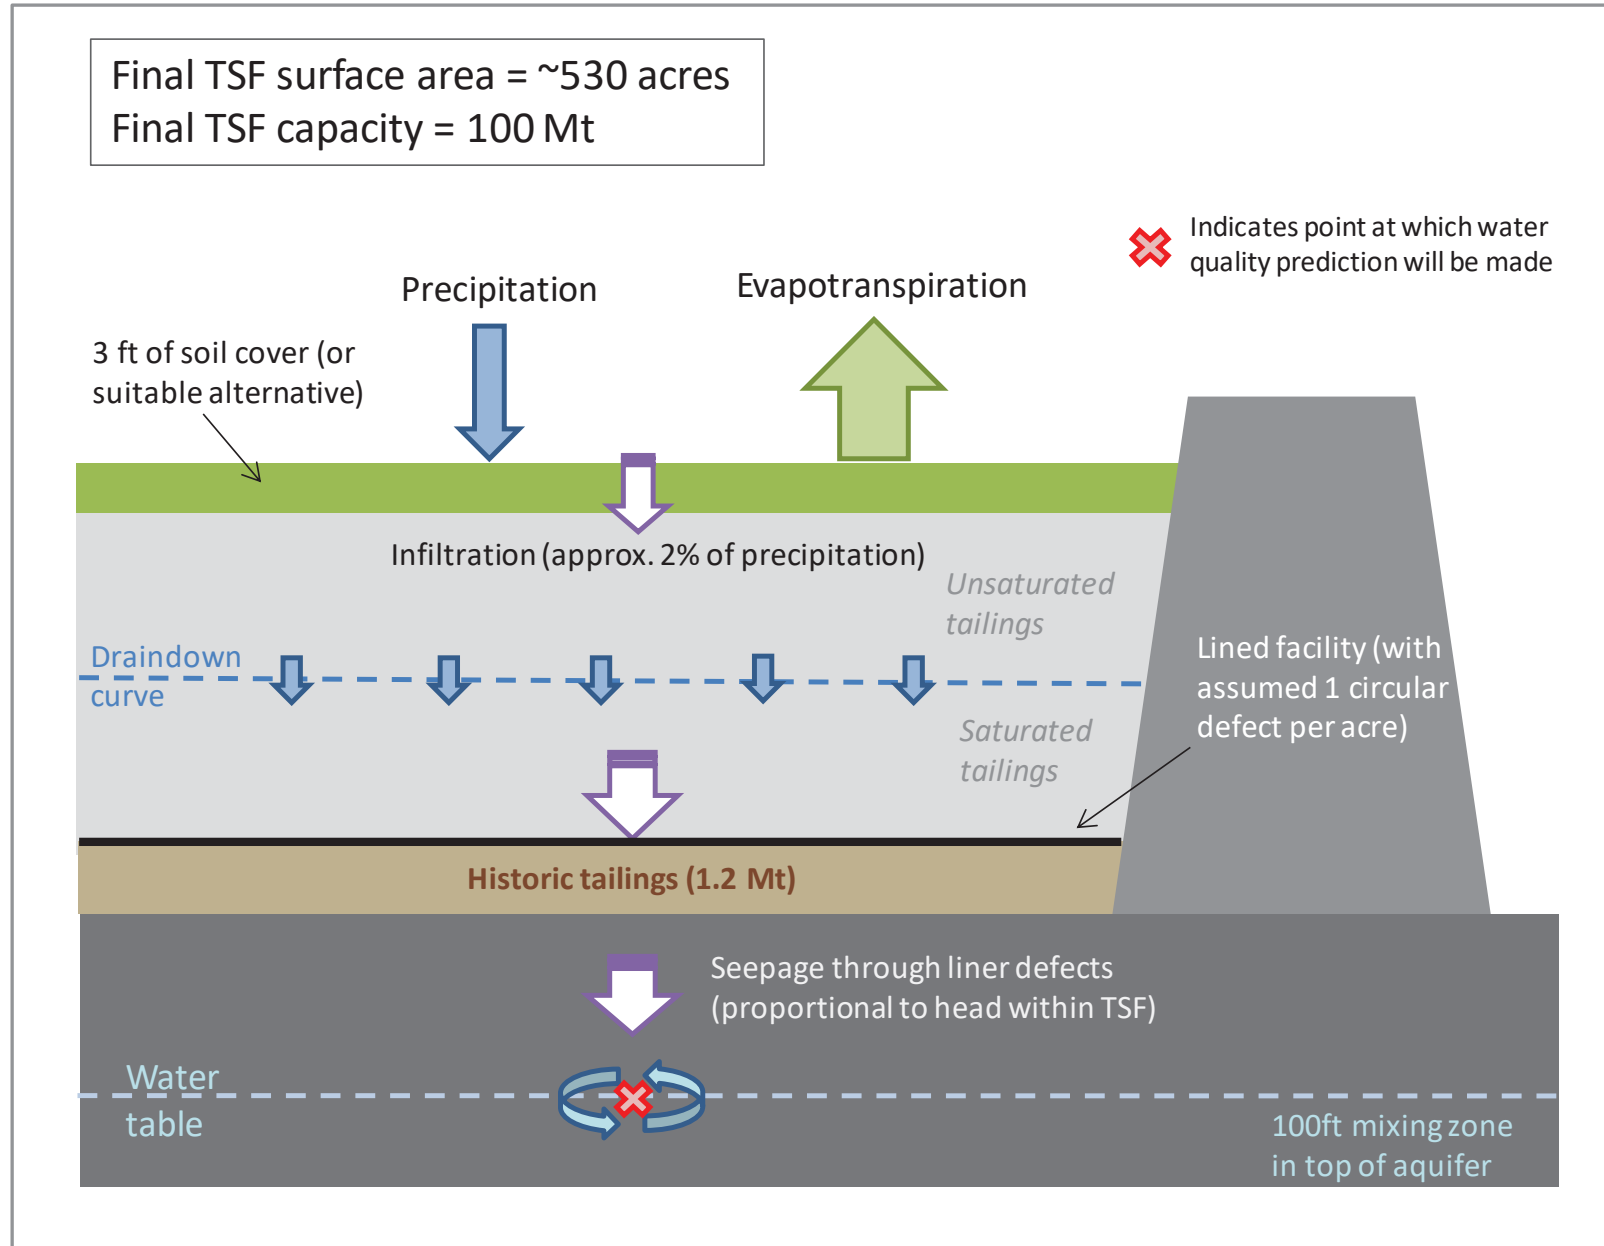 Final TSF surface area = ~530 acres
Final TSF capacity = 100 Mt
Indicates point at which water
quality prediction will be made
Precipitation
Evapotranspiration
3 ft of soil cover (or
suitable alternative)
Infiltration (approx. 2% of precipitation)
Unsaturated
tailings
Draindown
curve
Lined facility (with
assumed 1 circular
defect per acre)
Saturated
tailings
Historic tailings (1.2 Mt)
Seepage through liner defects
(proportional to head within TSF)
Water
table
100ft mixing zone
in top of aquifer